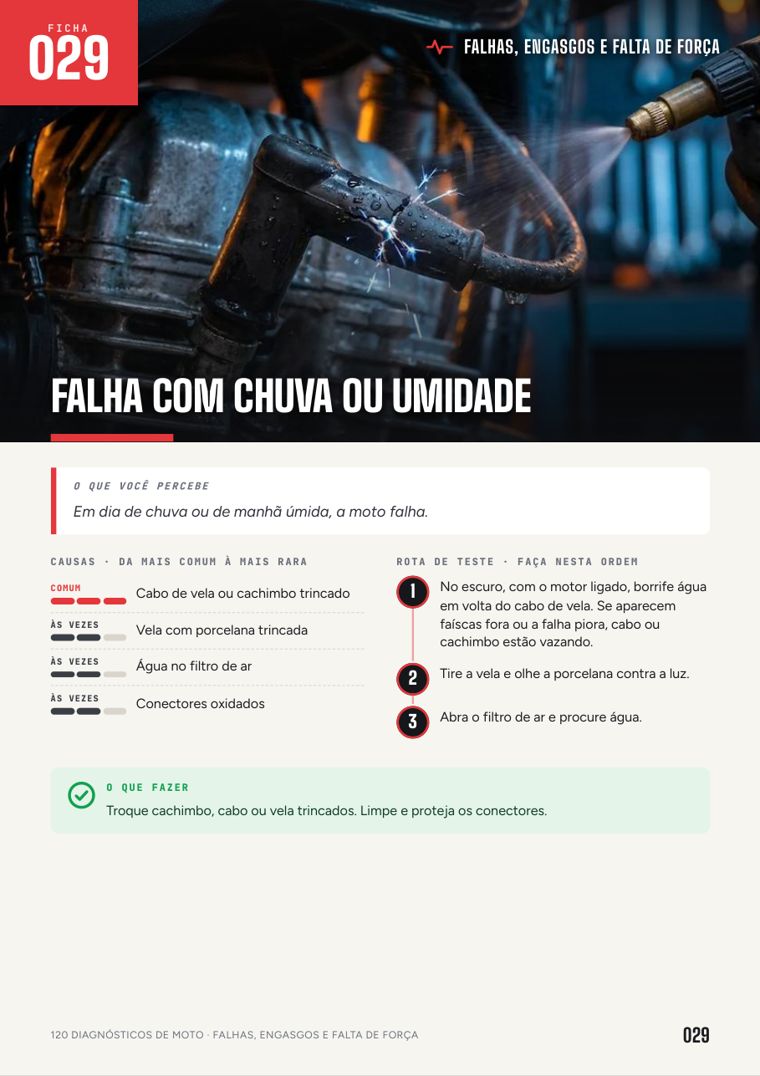 FICHA
029
FALHAS, ENGASGOS E FALTA DE FORÇA
FALHA COM CHUVA OU UMIDADE
O QUE VOCÊ PERCEBE
Em dia de chuva ou de manhã úmida, a moto falha.
CAUSAS · DA MAIS COMUM À MAIS RARA
COMUM
Cabo de vela ou cachimbo trincado
ÀS VEZES
Vela com porcelana trincada
ÀS VEZES
Água no filtro de ar
ÀS VEZES
Conectores oxidados
ROTA DE TESTE · FAÇA NESTA ORDEM
1
No escuro, com o motor ligado, borrife água
em volta do cabo de vela. Se aparecem
faíscas fora ou a falha piora, cabo ou
cachimbo estão vazando.
2
Tire a vela e olhe a porcelana contra a luz.
3
Abra o filtro de ar e procure água.
O QUE FAZER
Troque cachimbo, cabo ou vela trincados. Limpe e proteja os conectores.
120 DIAGNÓSTICOS DE MOTO · FALHAS, ENGASGOS E FALTA DE FORÇA
029